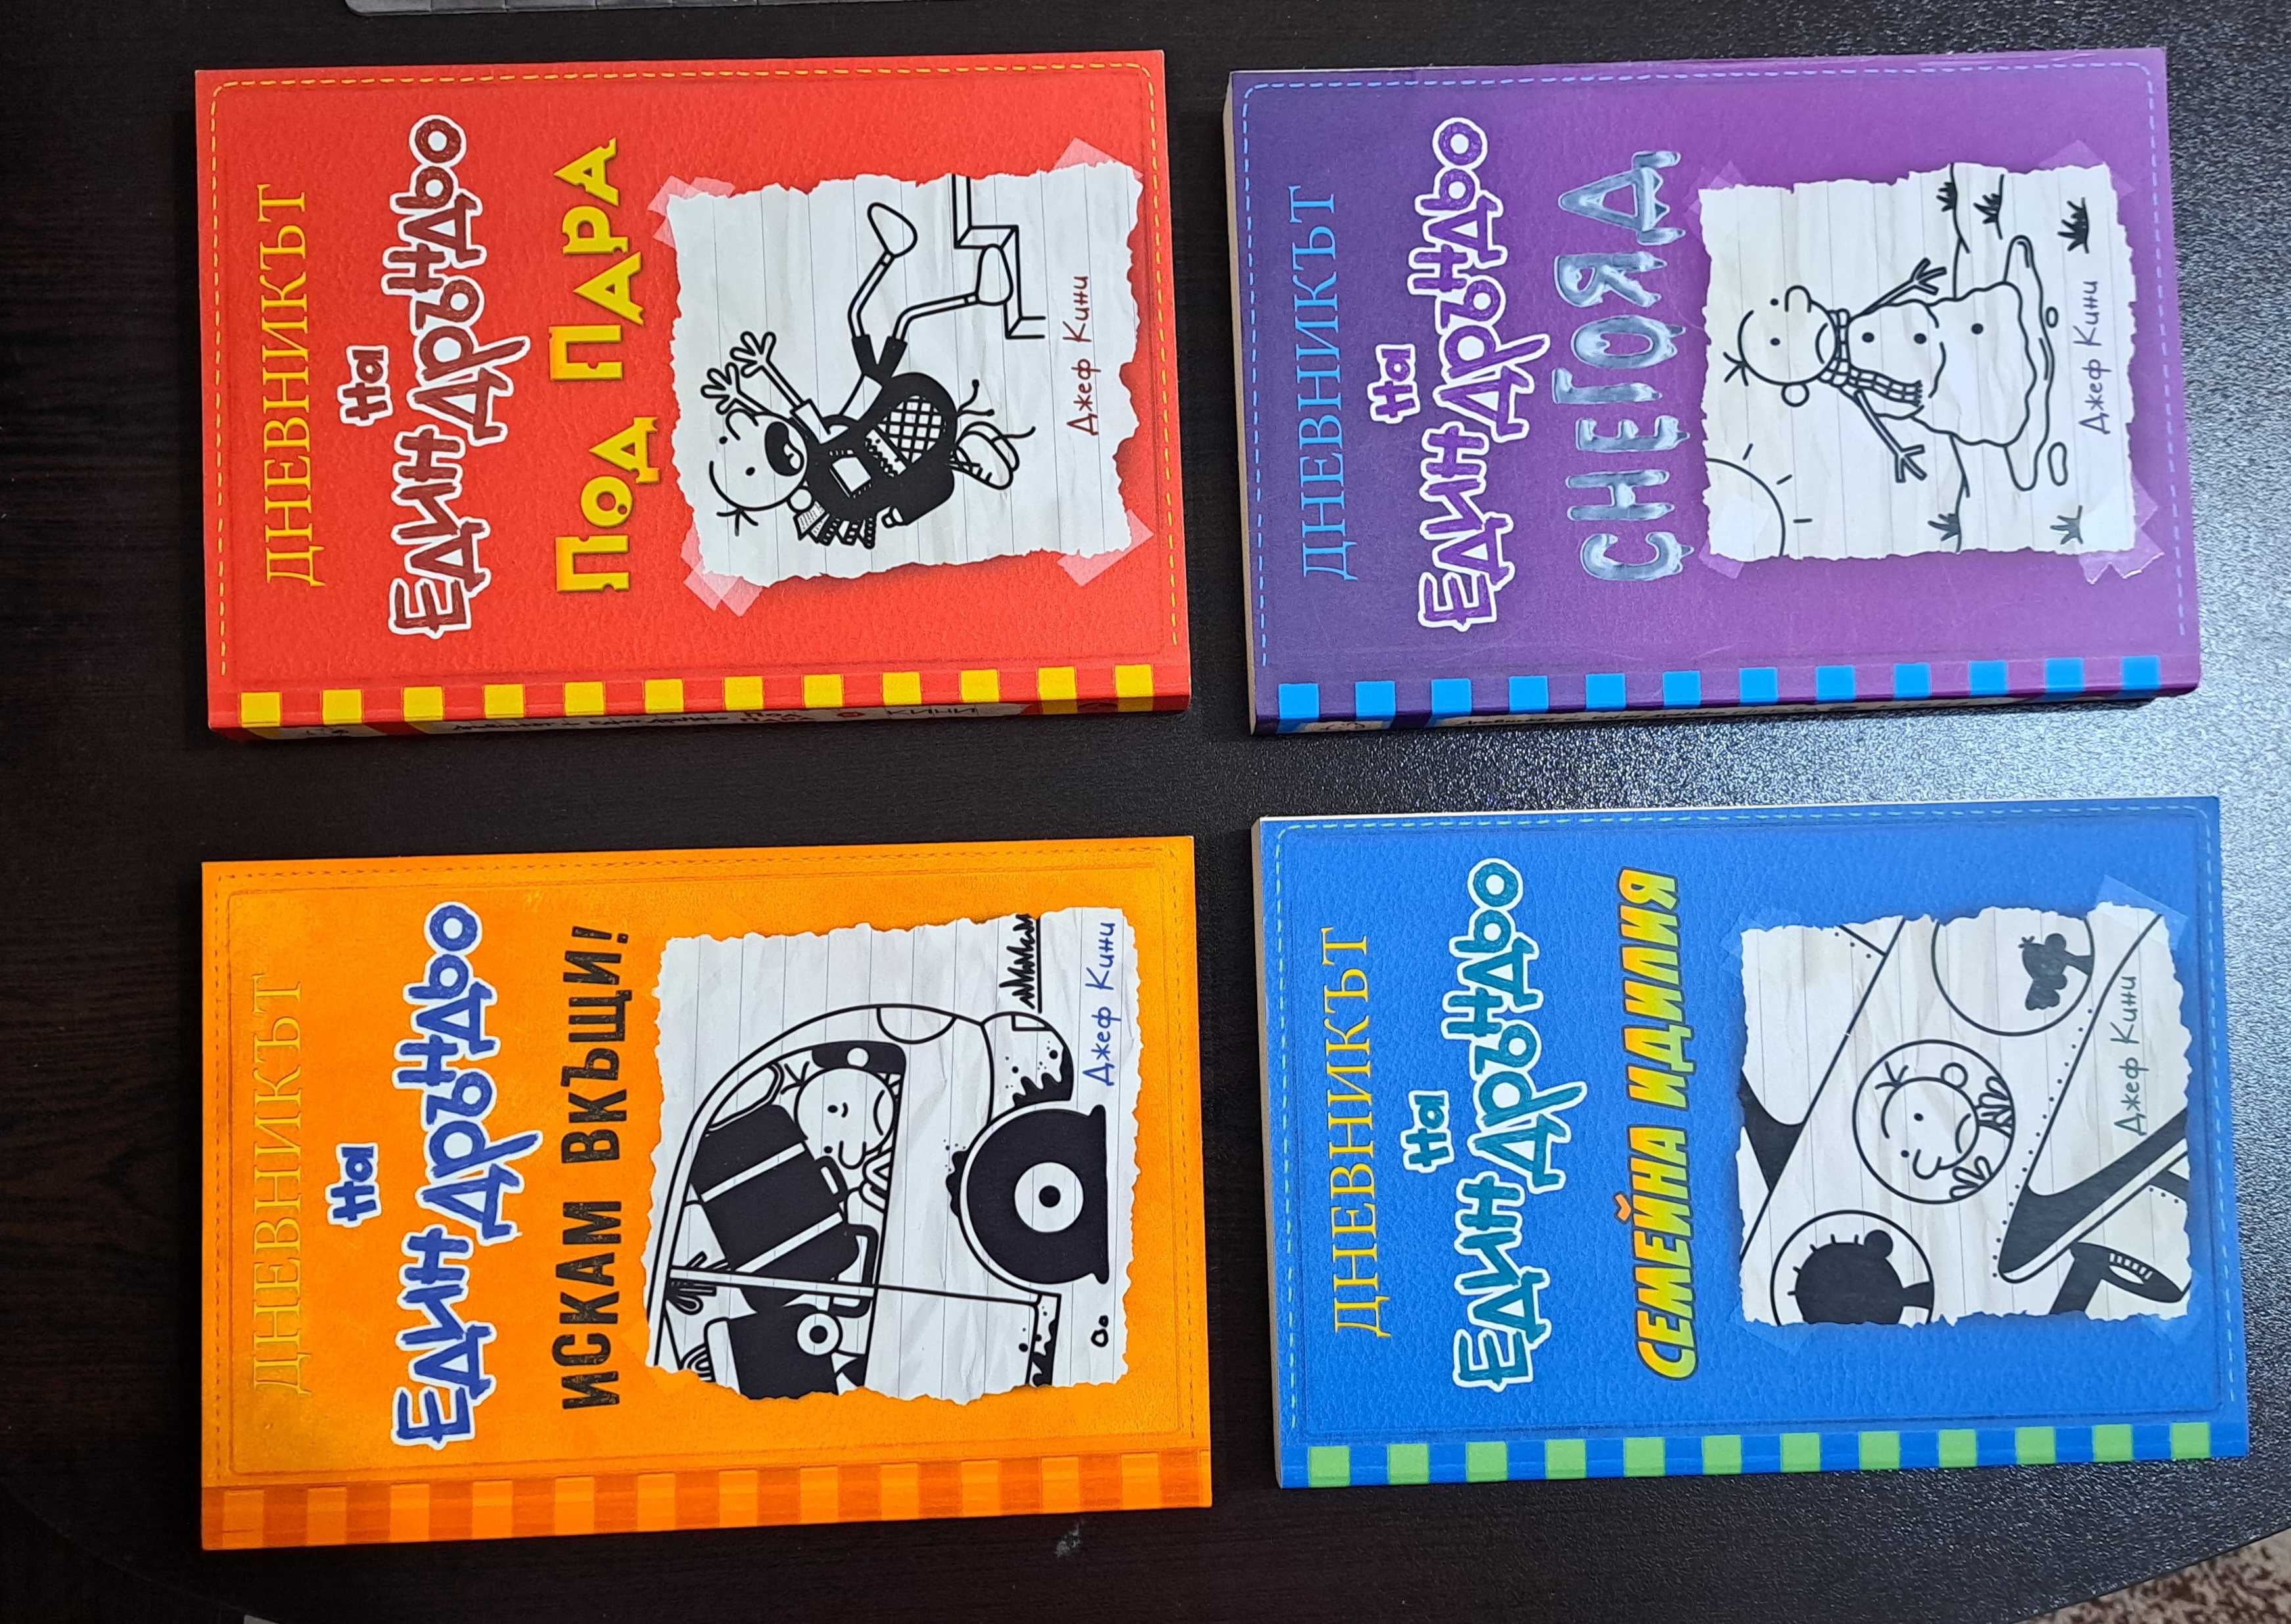 ДНЕВНИКЪТ
на
Един Дръндьо
ИСКАМ ВКЪЩИ!
Джеф Кини
ДНЕВНИКЪТ
на
Един Дръндьо
Под Пара
Джеф Кини
КИНИ
ДНЕВНИКЪТ
на
Един Дръндьо
СЕМЕЙНА ИДИЛИЯ
Джеф Кини
ДНЕВНИКЪТ
на
Един Дръндьо
СНЕГОЯД
Джеф Кини